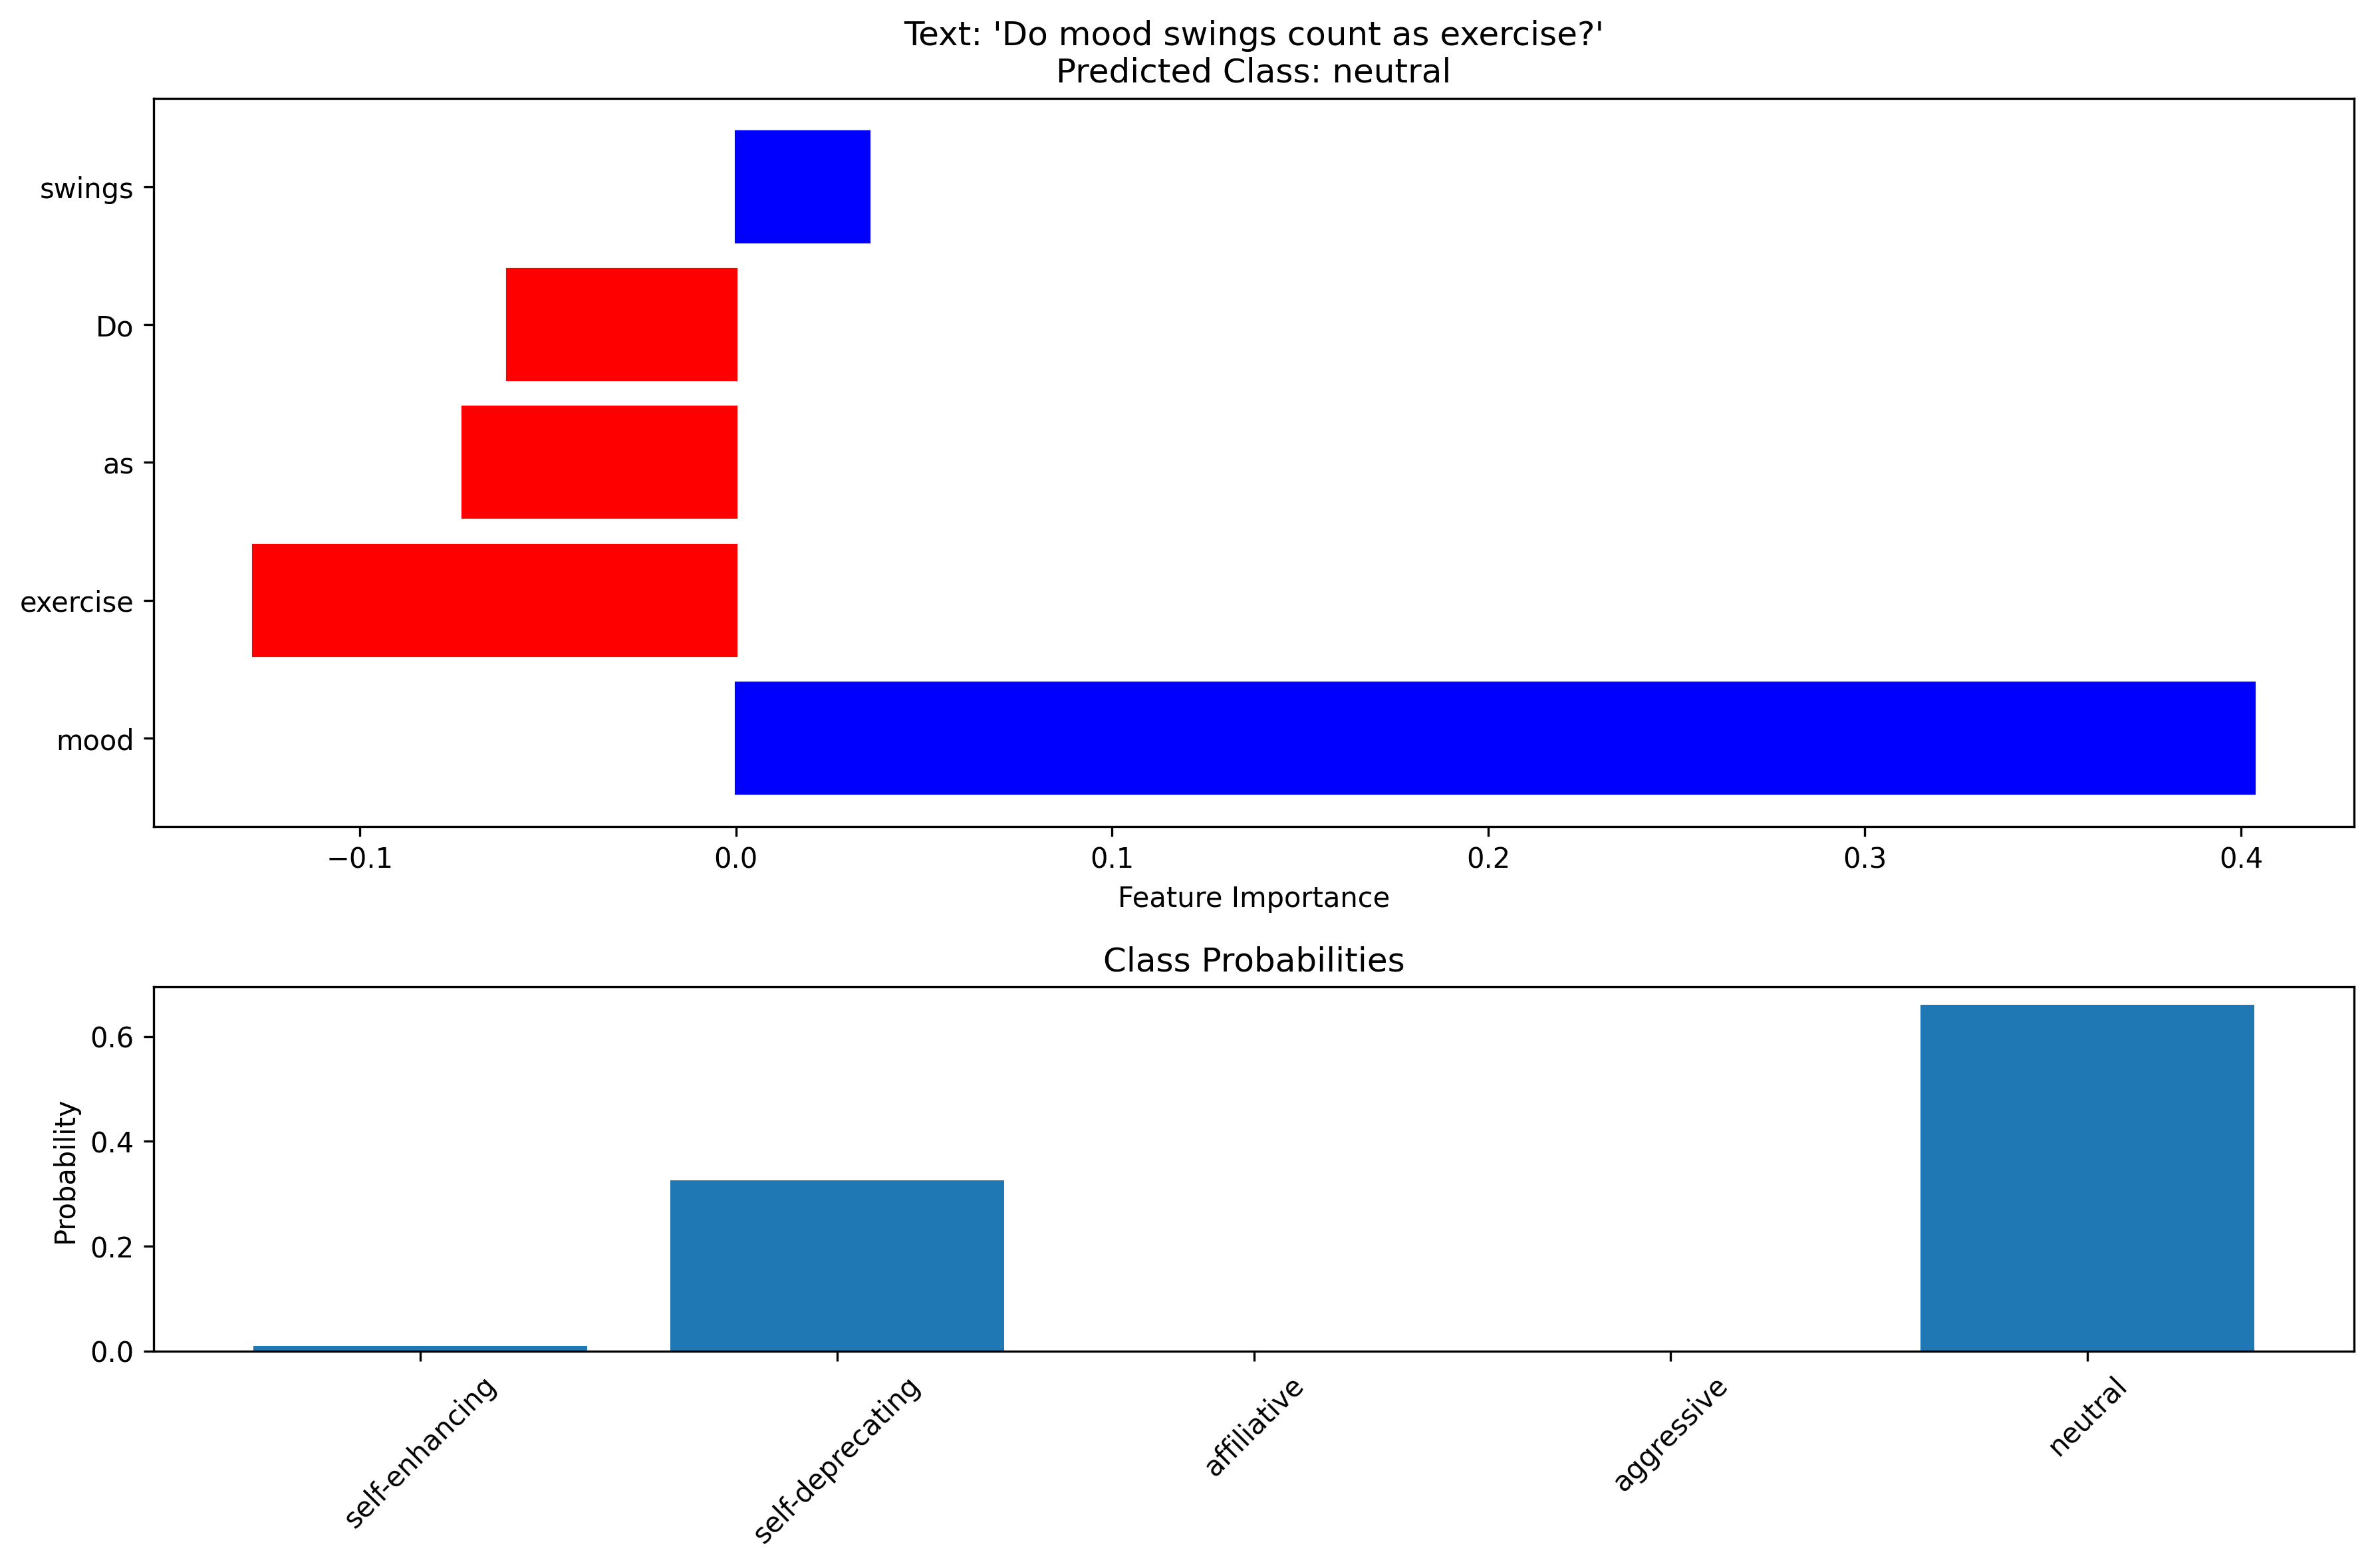 Text: 'Do mood swings count as exercise?'
Predicted Class: neutral
swings
Do
as
exercise
mood
−0.1 0.0 0.1 0.2 0.3 0.4
Feature Importance
Class Probabilities
Probability
0.6
0.4
0.2
0.0
self-enhancing self-deprecating affiliative aggressive neutral